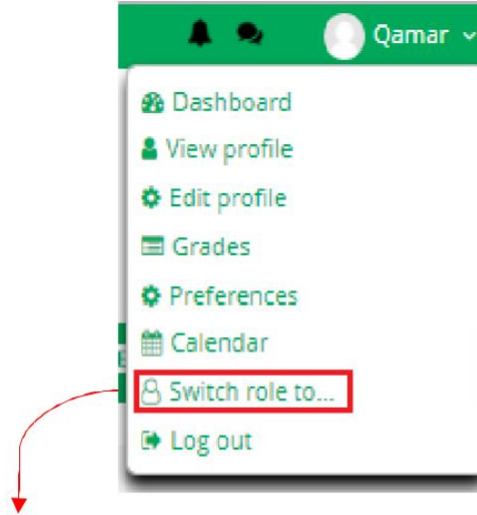 Qamar
Dashboard
View profile
Edit profile
Grades
Preferences
Calendar
Switch role to...
Log out